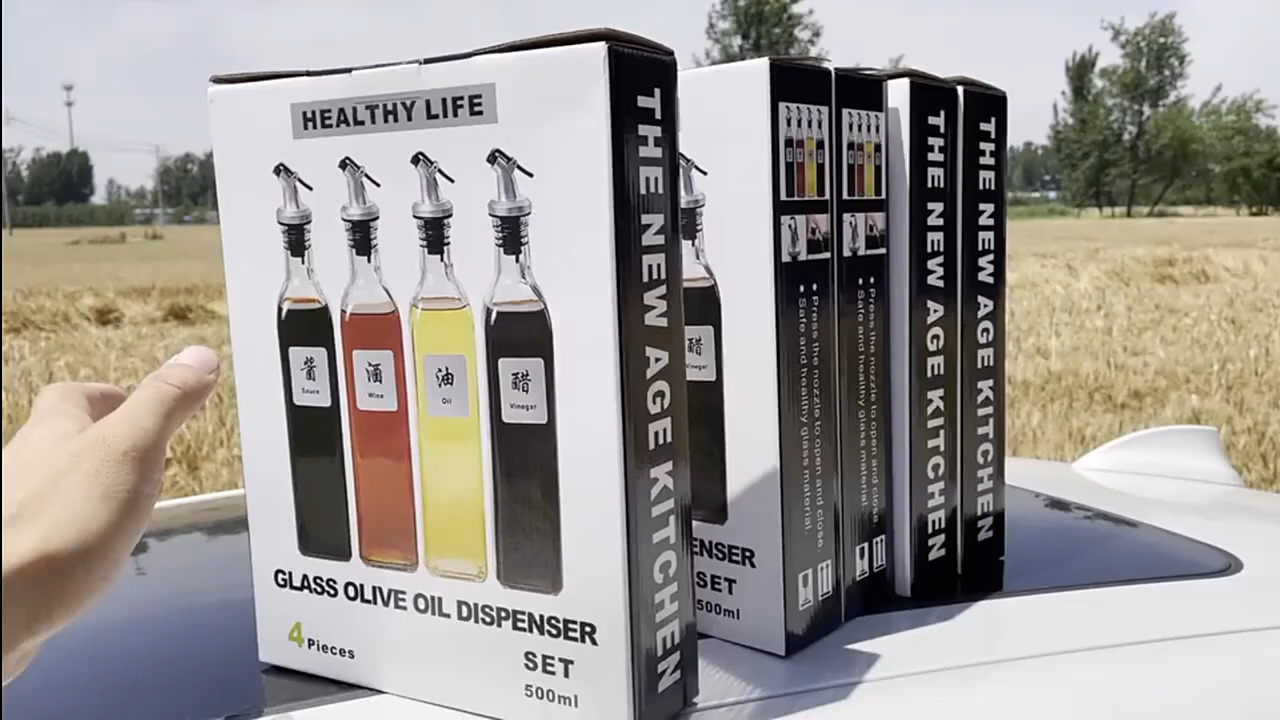 HEALTHY LIFE
酱
Sauce
酒
Wine
油
Oil
醋
Vinegar
GLASS OLIVE OIL DISPENSER
4 Pieces
SET
500ml
THE NEW AGE KITCHEN
醋
Vinegar
ENSER
SET
500ml
• Press the nozzle to open and close.
• Safe and healthy glass material.
• Press the nozzle to open and close.
• Safe and healthy glass material.
THE NEW AGE KITCHEN
THE NEW AGE KITCHEN